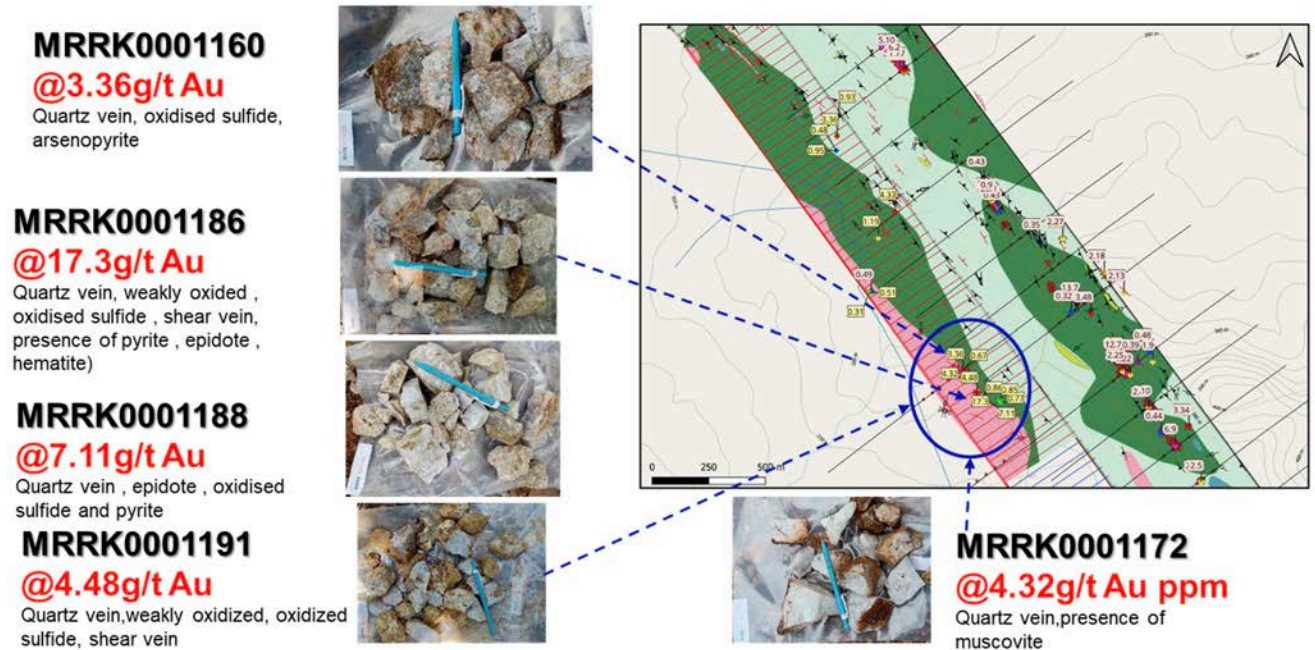 MRRK0001160
@3.36g/t Au
Quartz vein, oxidised sulfide,
arsenopyrite
MRRK0001186
@17.3g/t Au
Quartz vein, weakly oxided ,
oxidised sulfide , shear vein,
presence of pyrite , epidote ,
hematite)
MRRK0001188
@7.11g/t Au
Quartz vein , epidote , oxidised
sulfide and pyrite
MRRK0001191
@4.48g/t Au
Quartz vein,weakly oxidized, oxidized
sulfide, shear vein
5.10
6.2
0.93
3.36
0.48
0.95
4.33
1.19
0.49
0.51
0.31
0.43
0.9
0.43
0.35
2.27
2.18
2.13
13.7
0.32
3.48
0.48
12.7
0.39
1.9
2.25
3.36
0.67
4.32
4.48
0.86
0.85
17.3
0.73
7.11
2.10
0.44
3.34
6.9
22.5
0
250
500 m
MRRK0001172
@4.32g/t Au ppm
Quartz vein,presence of
muscovite